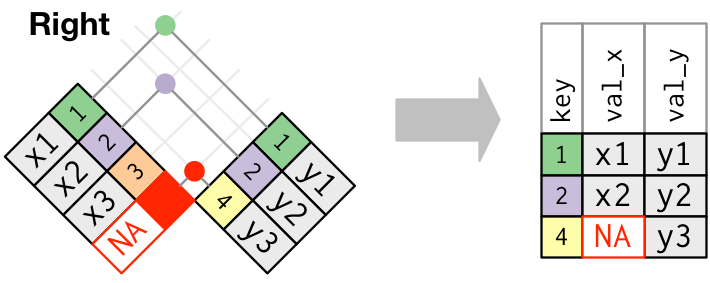 Right
1 x1
2 x2
3 x3
NA
1 y1
2 y2
4 y3
key val_x val_y
1 x1 y1
2 x2 y2
4 NA y3